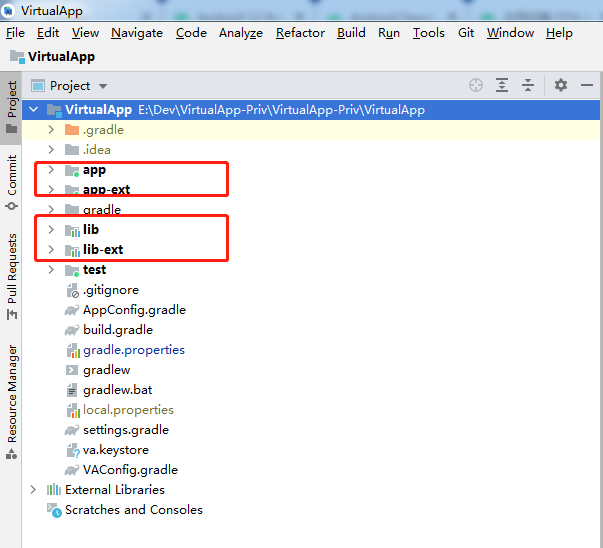 VirtualApp
File Edit View Navigate Code Analyze Refactor Build Run Tools Git Window Help
VirtualApp
Project
VirtualApp E:\Dev\VirtualApp-Priv\VirtualApp-Priv\VirtualApp
.gradle
.idea
app
app-ext
gradle
lib
lib-ext
test
.gitignore
AppConfig.gradle
build.gradle
gradle.properties
gradlew
gradlew.bat
local.properties
settings.gradle
va.keystore
VAConfig.gradle
External Libraries
Scratches and Consoles
Project
Commit
Pull Requests
Resource Manager